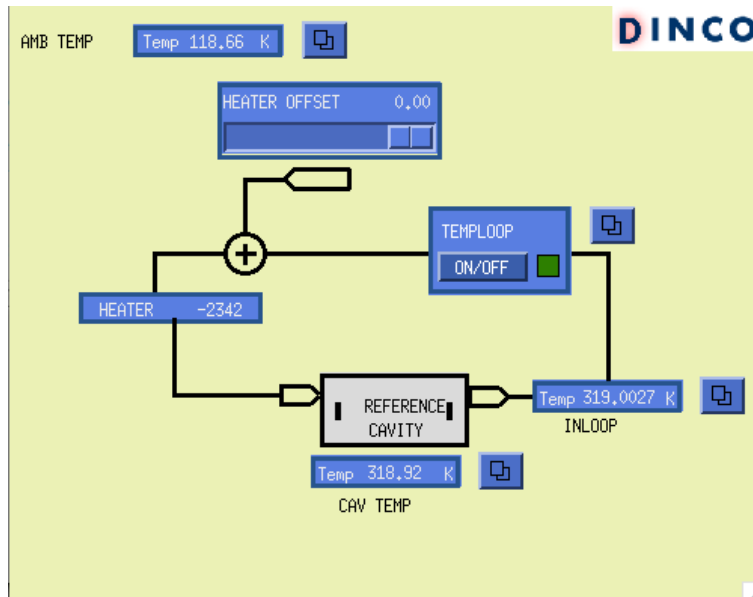 AMB TEMP
Temp 118.66 K
DINCO
HEATER OFFSET 0.00
TEMPLOOP
ON/OFF
HEATER -2342
REFERENCE
CAVITY
Temp 319.0027 K
INLOOP
Temp 318.92 K
CAV TEMP